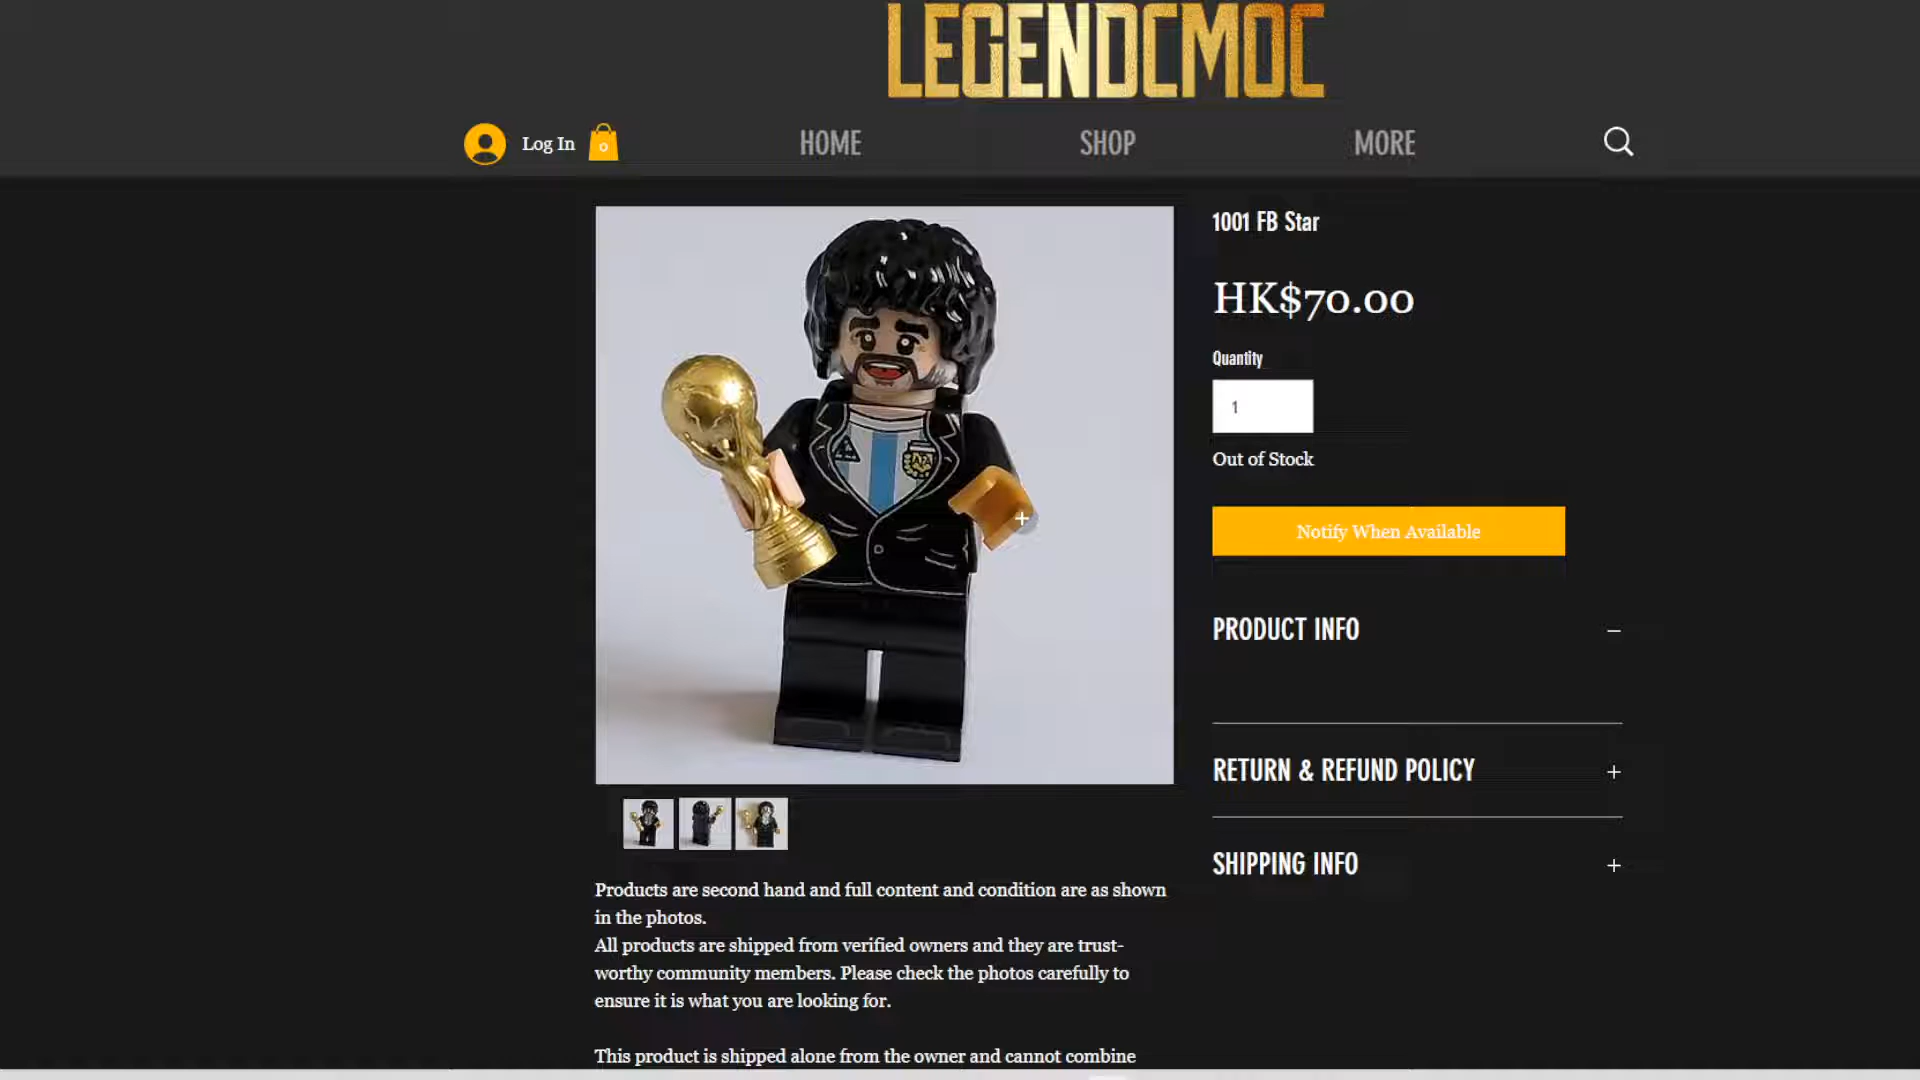 LEGENDCMOC
Log In
0
HOME
SHOP
MORE
1001 FB Star
HK$70.00
Quantity
1
Out of Stock
Notify When Available
PRODUCT INFO
RETURN & REFUND POLICY
SHIPPING INFO
Products are second hand and full content and condition are as shown
in the photos.
All products are shipped from verified owners and they are trust-
worthy community members. Please check the photos carefully to
ensure it is what you are looking for.
This product is shipped alone from the owner and cannot combine